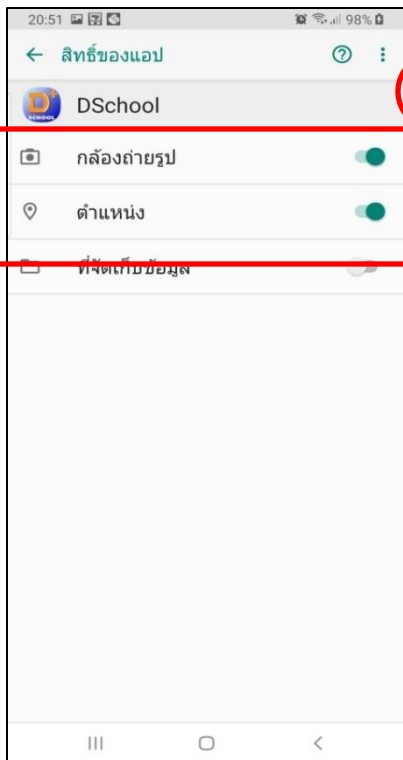 20:51 98%
สิทธิ์ของแอป
D+
SCHOOL
DSchool
กล้องถ่ายรูป
ตำแหน่ง
ที่จัดเก็บข้อมูล